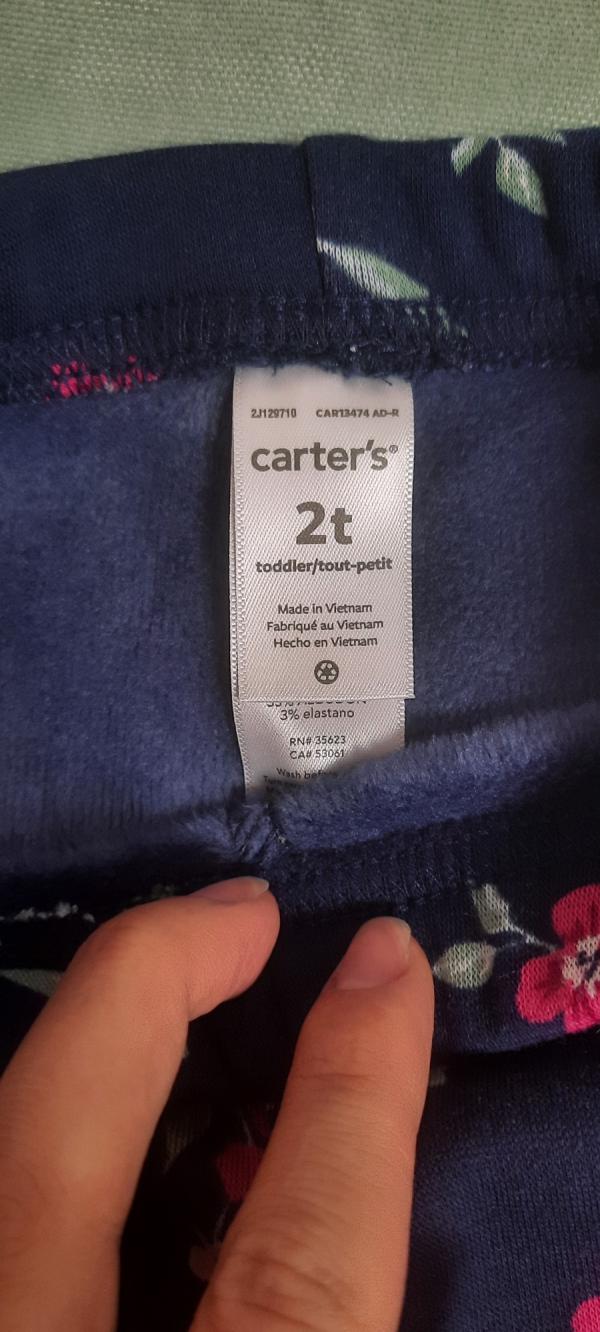 2J129710 CAR13474 AD-R
carter's®
2t
toddler/tout-petit
Made in Vietnam
Fabriqué au Vietnam
Hecho en Vietnam
3% elastano
RN# 35623
CA# 53061
Wash